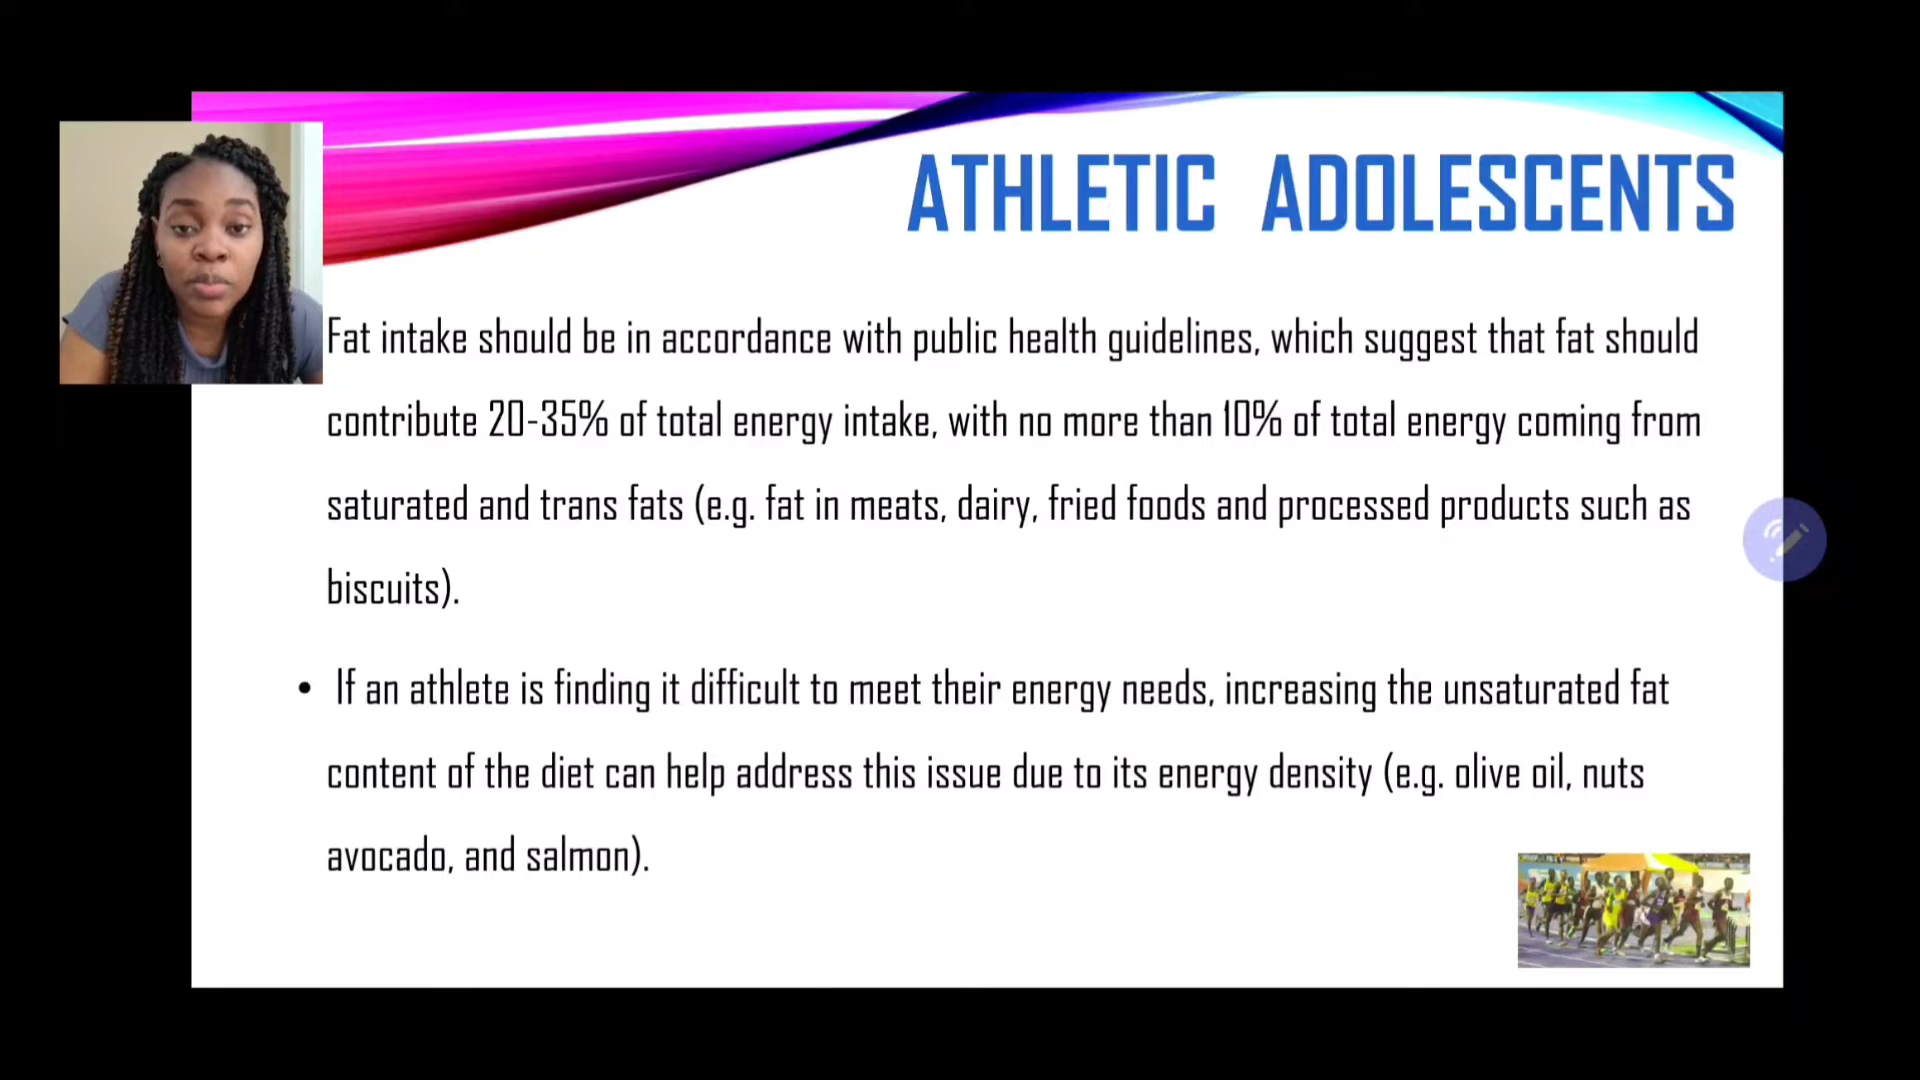 ATHLETIC ADOLESCENTS
Fat intake should be in accordance with public health guidelines, which suggest that fat should
contribute 20-35% of total energy intake, with no more than 10% of total energy coming from
saturated and trans fats (e.g. fat in meats, dairy, fried foods and processed products such as
biscuits).
• If an athlete is finding it difficult to meet their energy needs, increasing the unsaturated fat
content of the diet can help address this issue due to its energy density (e.g. olive oil, nuts
avocado, and salmon).